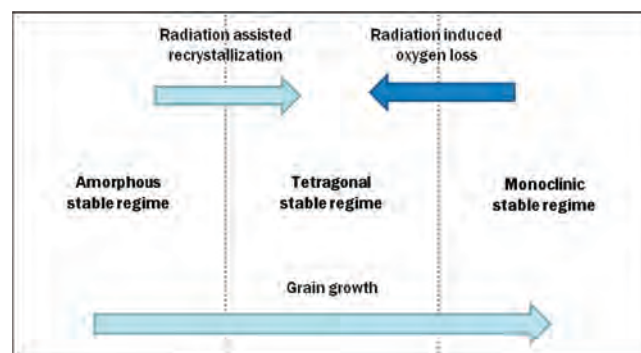 Radiation assisted
recrystallization
Radiation induced
oxygen loss
Amorphous
stable regime
Tetragonal
stable regime
Monoclinic
stable regime
Grain growth